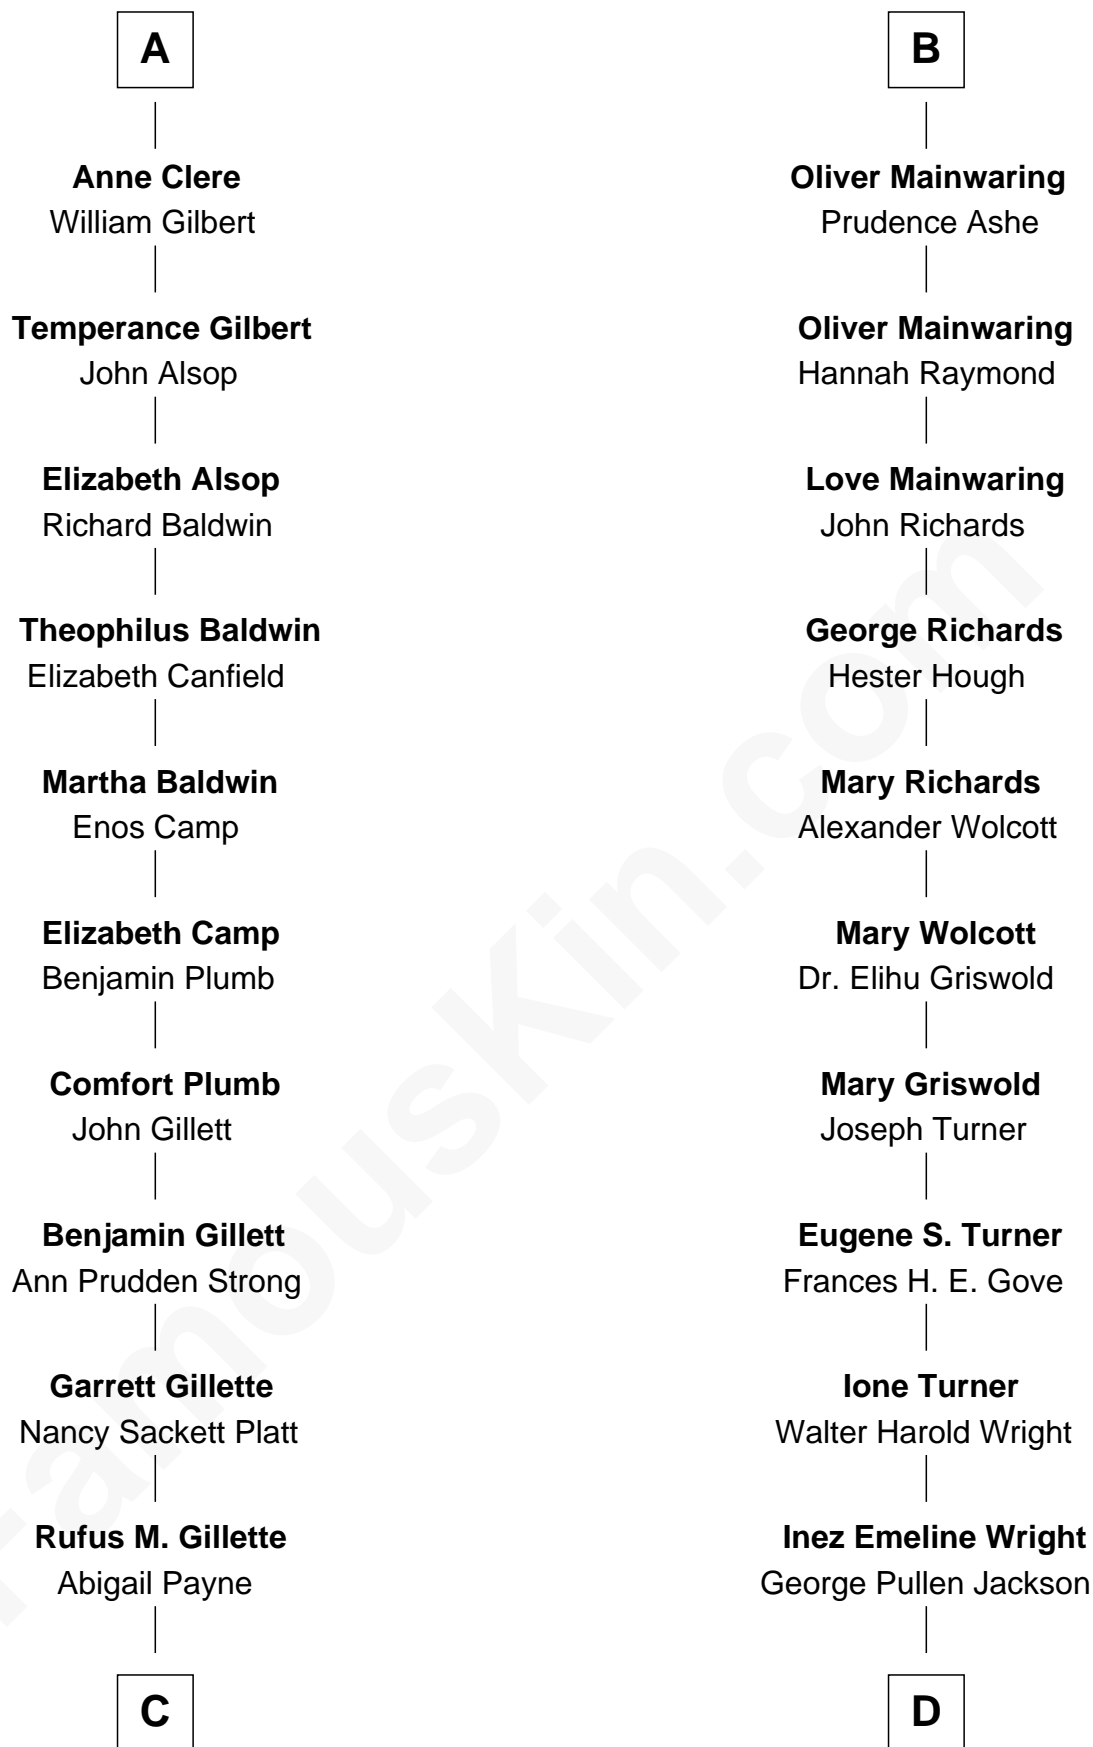 A
Anne Clere
William Gilbert
Temperance Gilbert
John Alsop
Elizabeth Alsop
Richard Baldwin
Theophilus Baldwin
Elizabeth Canfield
Martha Baldwin
Enos Camp
Elizabeth Camp
Benjamin Plumb
Comfort Plumb
John Gillett
Benjamin Gillett
Ann Prudden Strong
Garrett Gillette
Nancy Sackett Platt
Rufus M. Gillette
Abigail Payne
C
B
Oliver Mainwaring
Prudence Ashe
Oliver Mainwaring
Hannah Raymond
Love Mainwaring
John Richards
George Richards
Hester Hough
Mary Richards
Alexander Wolcott
Mary Wolcott
Dr. Elihu Griswold
Mary Griswold
Joseph Turner
Eugene S. Turner
Frances H. E. Gove
Ione Turner
Walter Harold Wright
Inez Emeline Wright
George Pullen Jackson
D
FamousKin.com